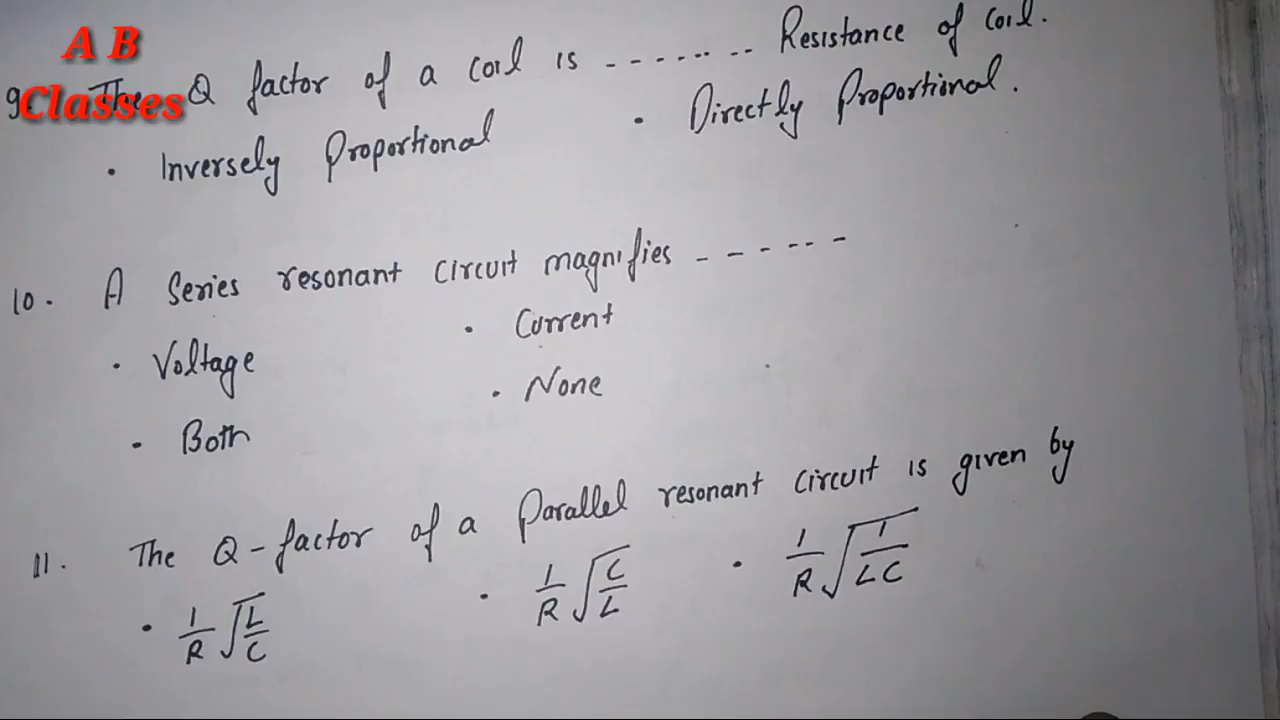 A B
Classes
9. The Q factor of a coil is -------- Resistance of coil.
• Inversely Proportional • Directly Proportional.
10. A Series resonant circuit magnifies ------
• Voltage • Current
• Both • None
11. The Q-factor of a Parallel resonant circuit is given by
• 1/R √(L/C) • 1/R √(C/L) • 1/R √(1/LC)